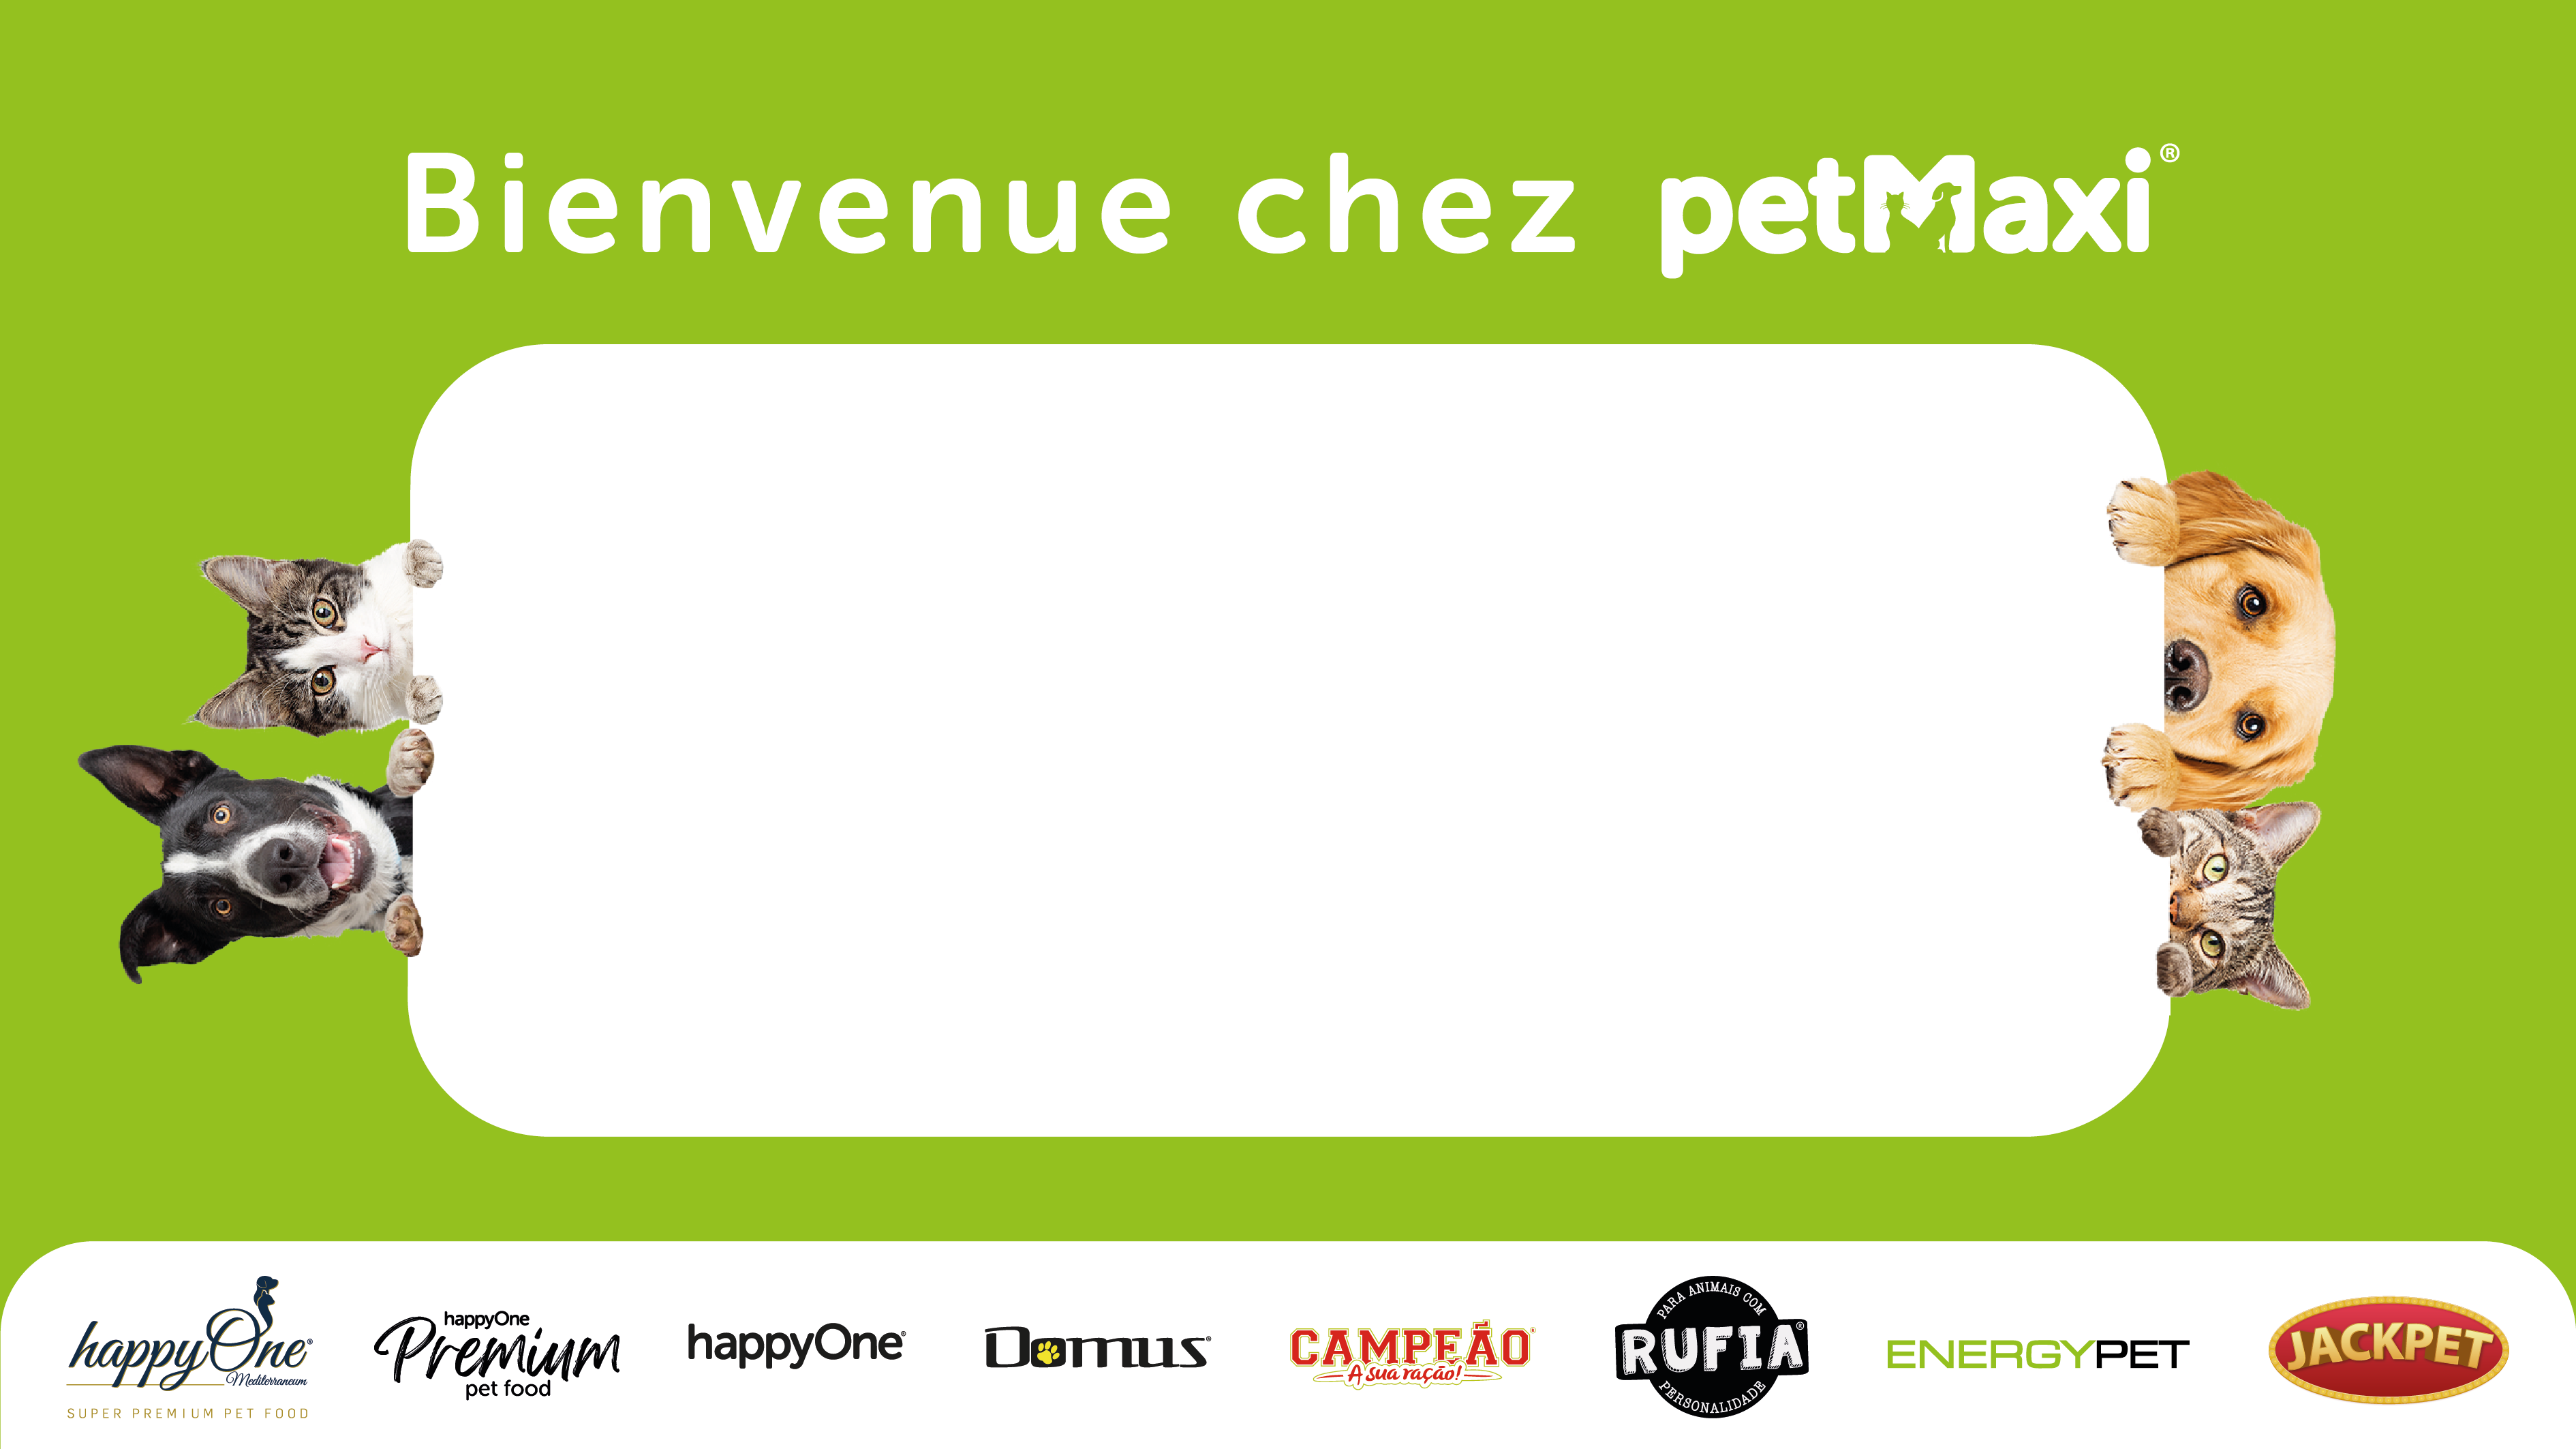 Bienvenue chez petMaxi®
happyOne®
Mediterraneum
SUPER PREMIUM PET FOOD
happyOne
Premium
pet food
happyOne®
Domus®
CAMPEÃO®
A sua ração!
PARA ANIMAIS COM
RUFIA®
PERSONALIDADE
ENERGYPET
JACKPET